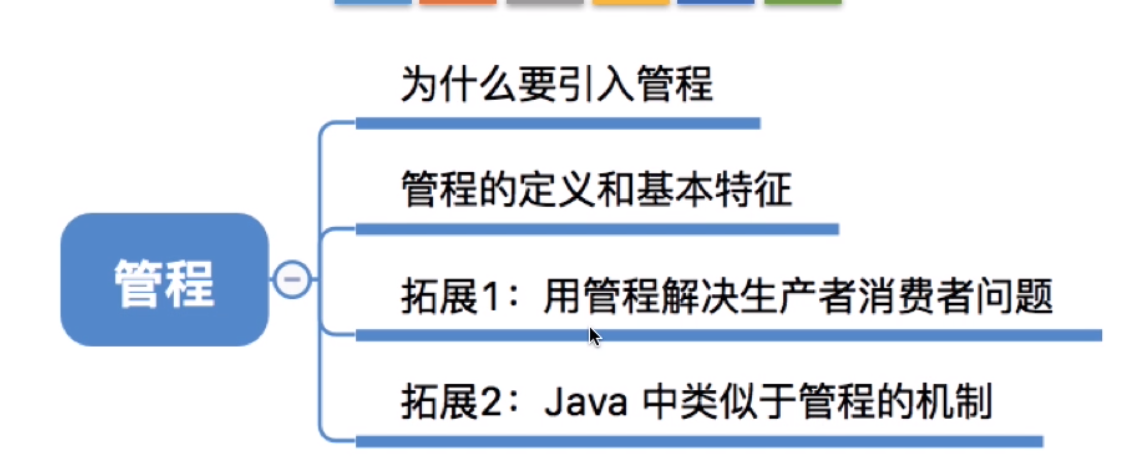 为什么要引入管程
管程的定义和基本特征
管程
拓展1：用管程解决生产者消费者问题
拓展2：Java 中类似于管程的机制